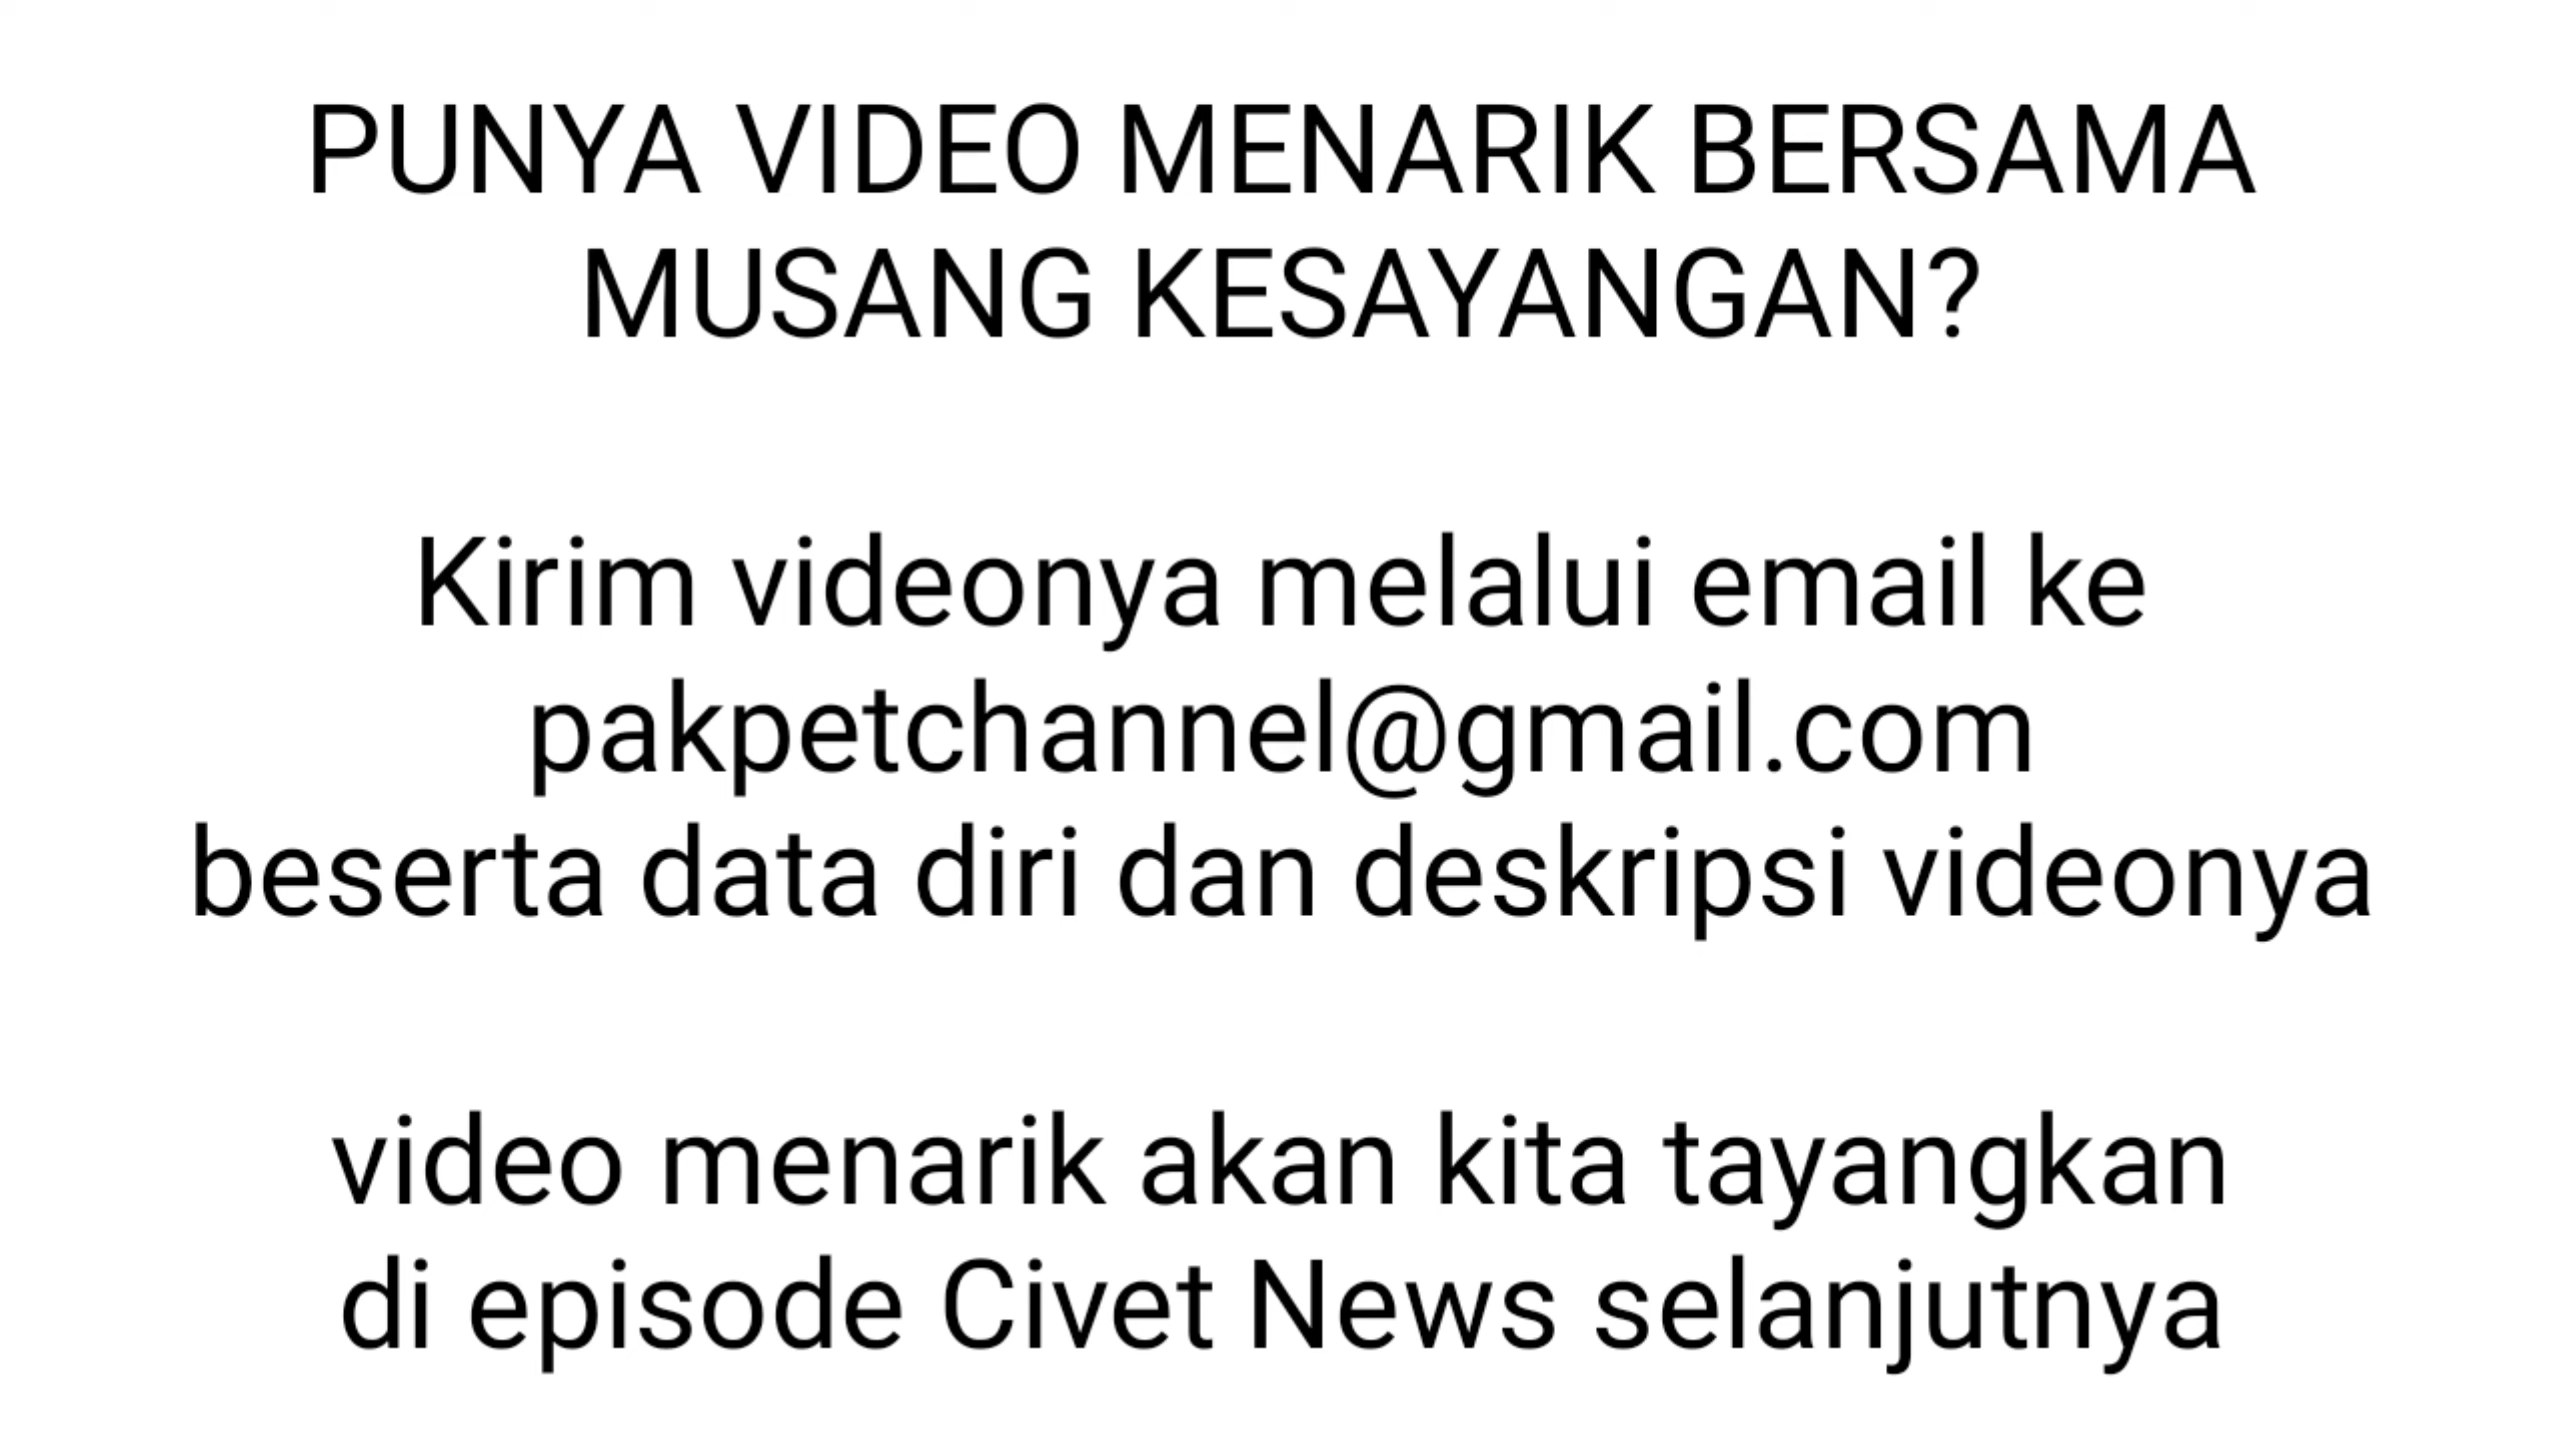 PUNYA VIDEO MENARIK BERSAMA
MUSANG KESAYANGAN?
Kirim videonya melalui email ke
pakpetchannel@gmail.com
beserta data diri dan deskripsi videonya
video menarik akan kita tayangkan
di episode Civet News selanjutnya